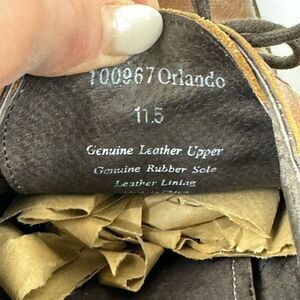 100967 Orlando
11.5
Genuine Leather Upper
Genuine Rubber Sole
Leather Lining